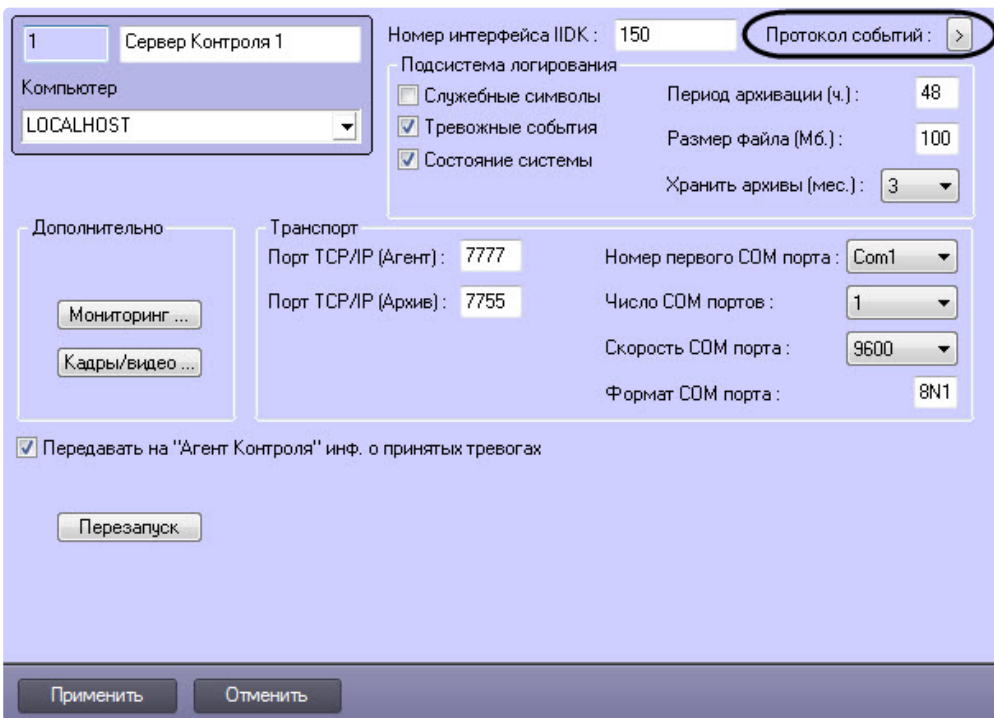 1 Сервер Контроля 1
Компьютер
LOCALHOST
Номер интерфейса IIDK : 150
Протокол событий : >
Подсистема логирования
Служебные символы
Тревожные события
Состояние системы
Период архивации (ч.) : 48
Размер файла (Мб.) : 100
Хранить архивы (мес.) : 3
Дополнительно
Мониторинг ...
Кадры/видео ...
Транспорт
Порт TCP/IP (Агент) : 7777
Порт TCP/IP (Архив) : 7755
Номер первого COM порта : Com1
Число COM портов : 1
Скорость COM порта : 9600
Формат COM порта : 8N1
Передавать на "Агент Контроля" инф. о принятых тревогах
Перезапуск
Применить
Отменить